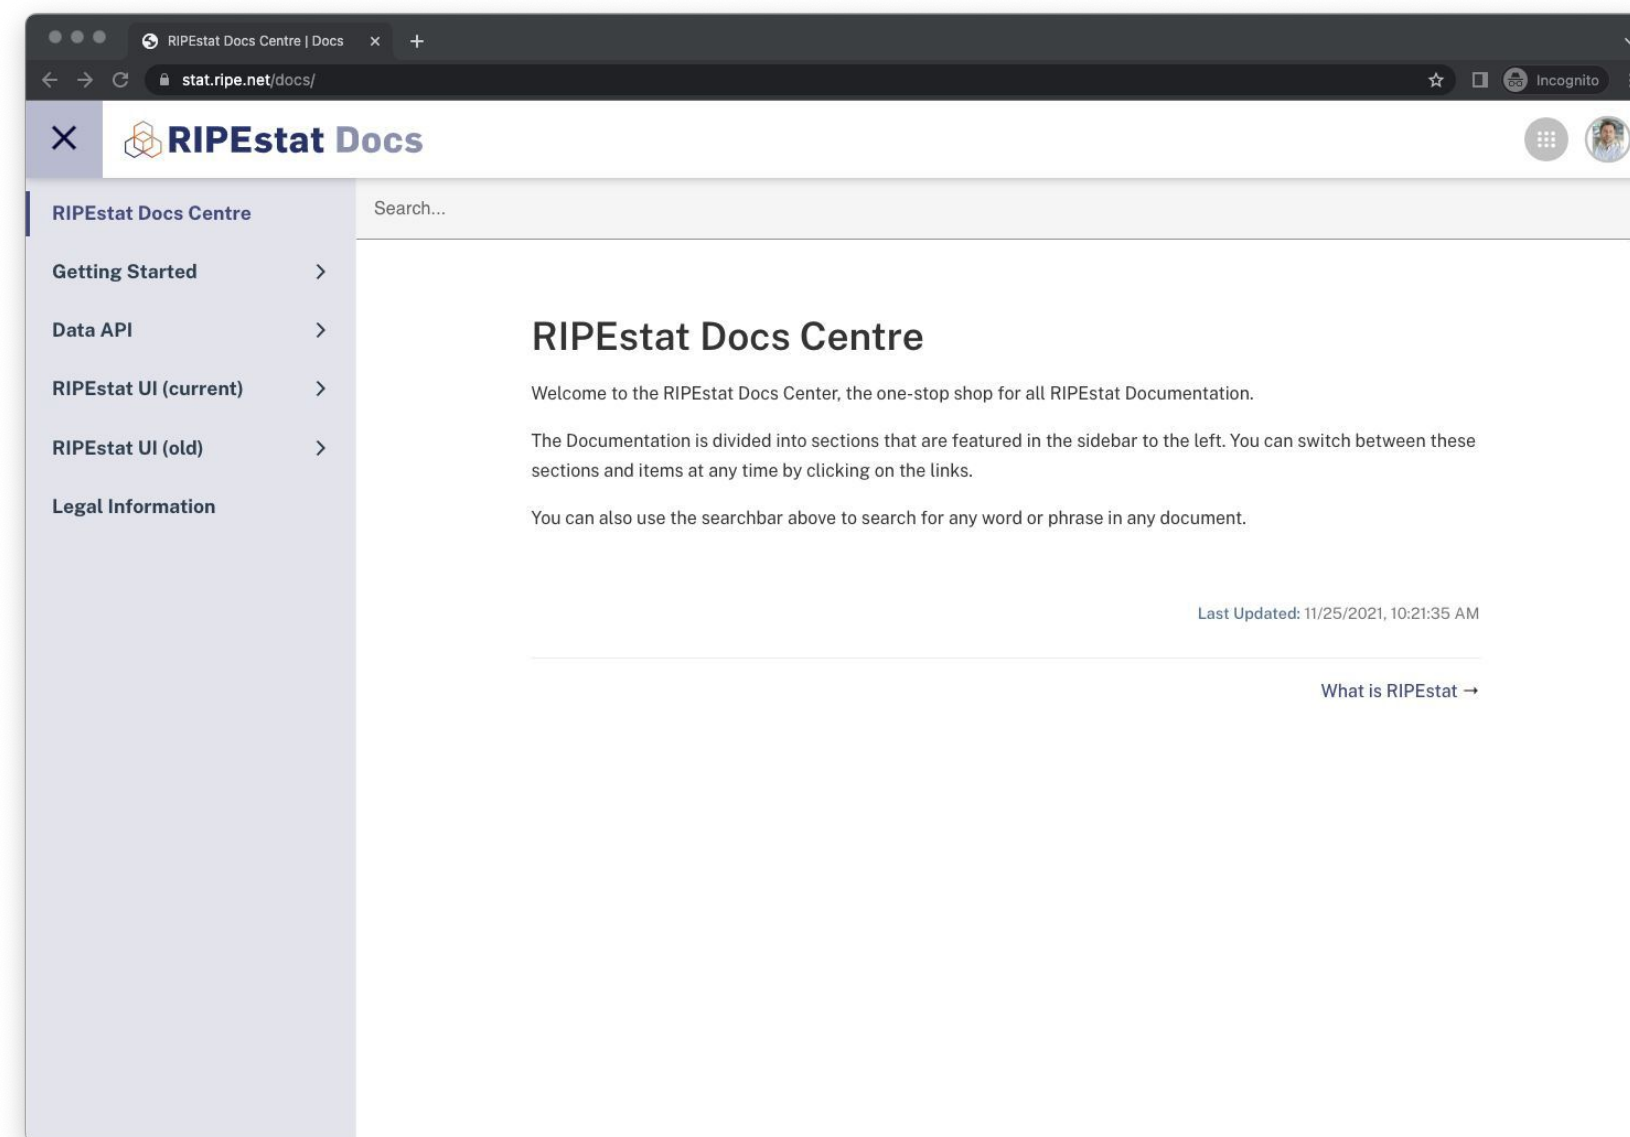 RIPEstat Docs Centre | Docs
stat.ripe.net/docs/
Incognito
RIPEstat Docs
RIPEstat Docs Centre
Getting Started
Data API
RIPEstat UI (current)
RIPEstat UI (old)
Legal Information
Search...
RIPEstat Docs Centre
Welcome to the RIPEstat Docs Center, the one-stop shop for all RIPEstat Documentation.
The Documentation is divided into sections that are featured in the sidebar to the left. You can switch between these
sections and items at any time by clicking on the links.
You can also use the searchbar above to search for any word or phrase in any document.
Last Updated: 11/25/2021, 10:21:35 AM
What is RIPEstat →